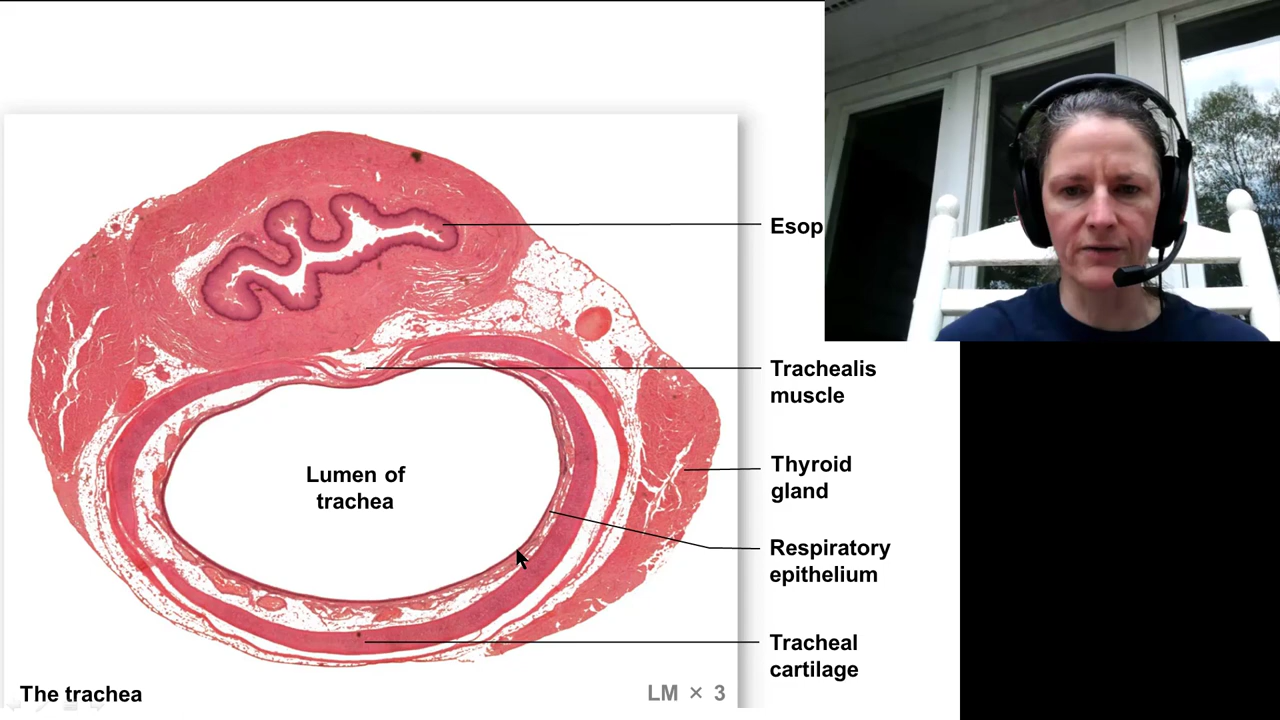 Esop
Trachealis
muscle
Lumen of
trachea
Thyroid
gland
Respiratory
epithelium
Tracheal
cartilage
The trachea
LM × 3